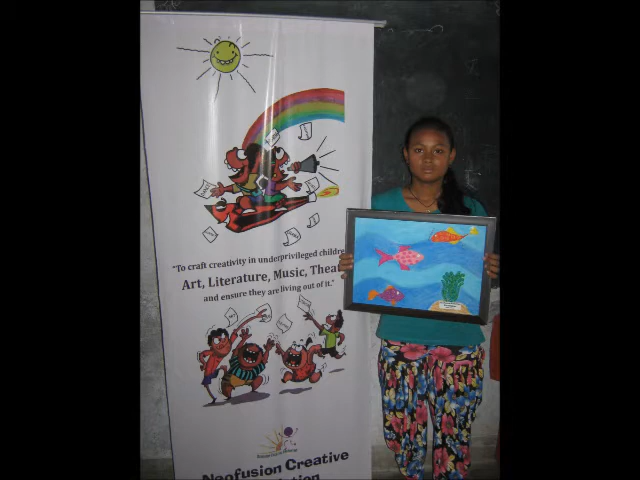 "To craft creativity in underprivileged childre
Art, Literature, Music, Theat
and ensure they are living out of it."
Neofusion Creative